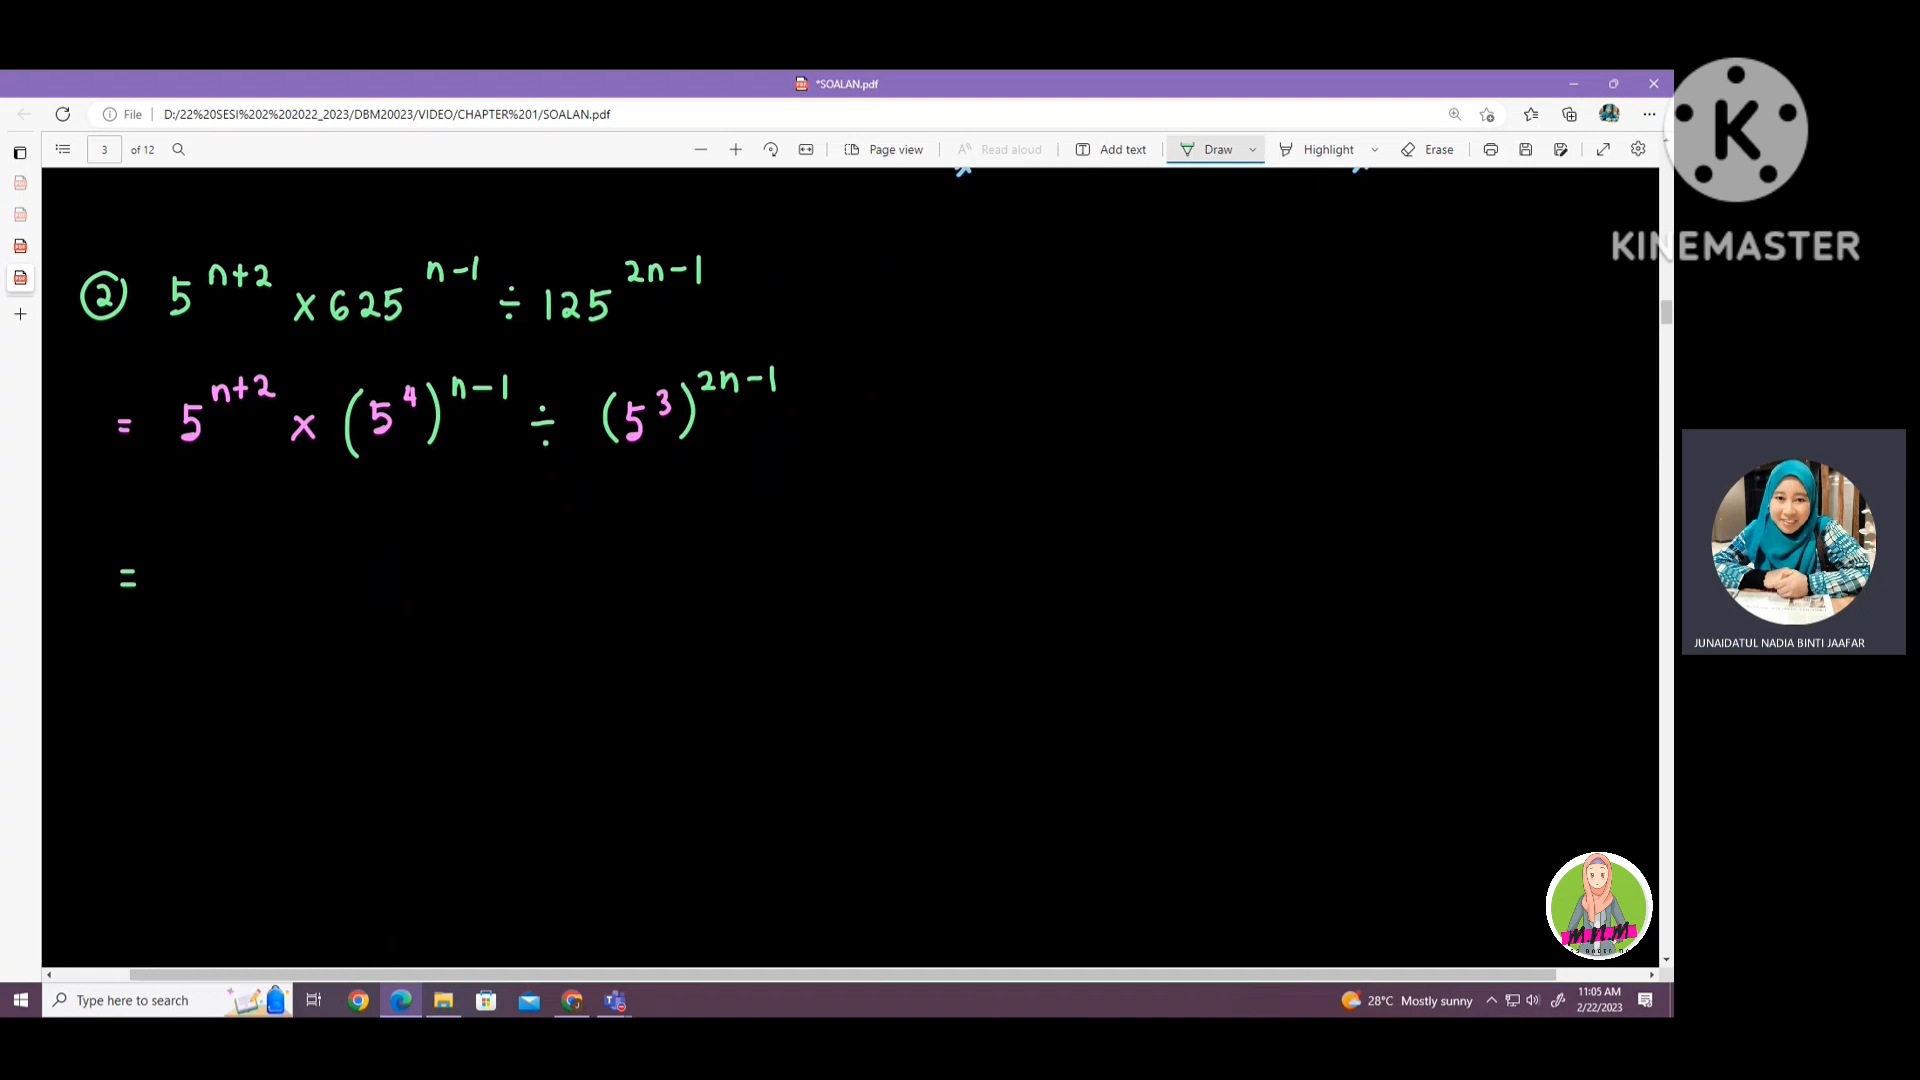 *SOALAN.pdf
File D:/22%20SESI%202%202022_2023/DBM20023/VIDEO/CHAPTER%201/SOALAN.pdf
3 of 12 Page view Read aloud Add text Draw Highlight Erase
K
KINEMASTER
② 5^(n+2) × 625^(n-1) ÷ 125^(2n-1)
= 5^(n+2) × (5^4)^(n-1) ÷ (5^3)^(2n-1)
=
JUNAIDATUL NADIA BINTI JAAFAR
Type here to search
28°C Mostly sunny
11:05 AM
2/22/2023